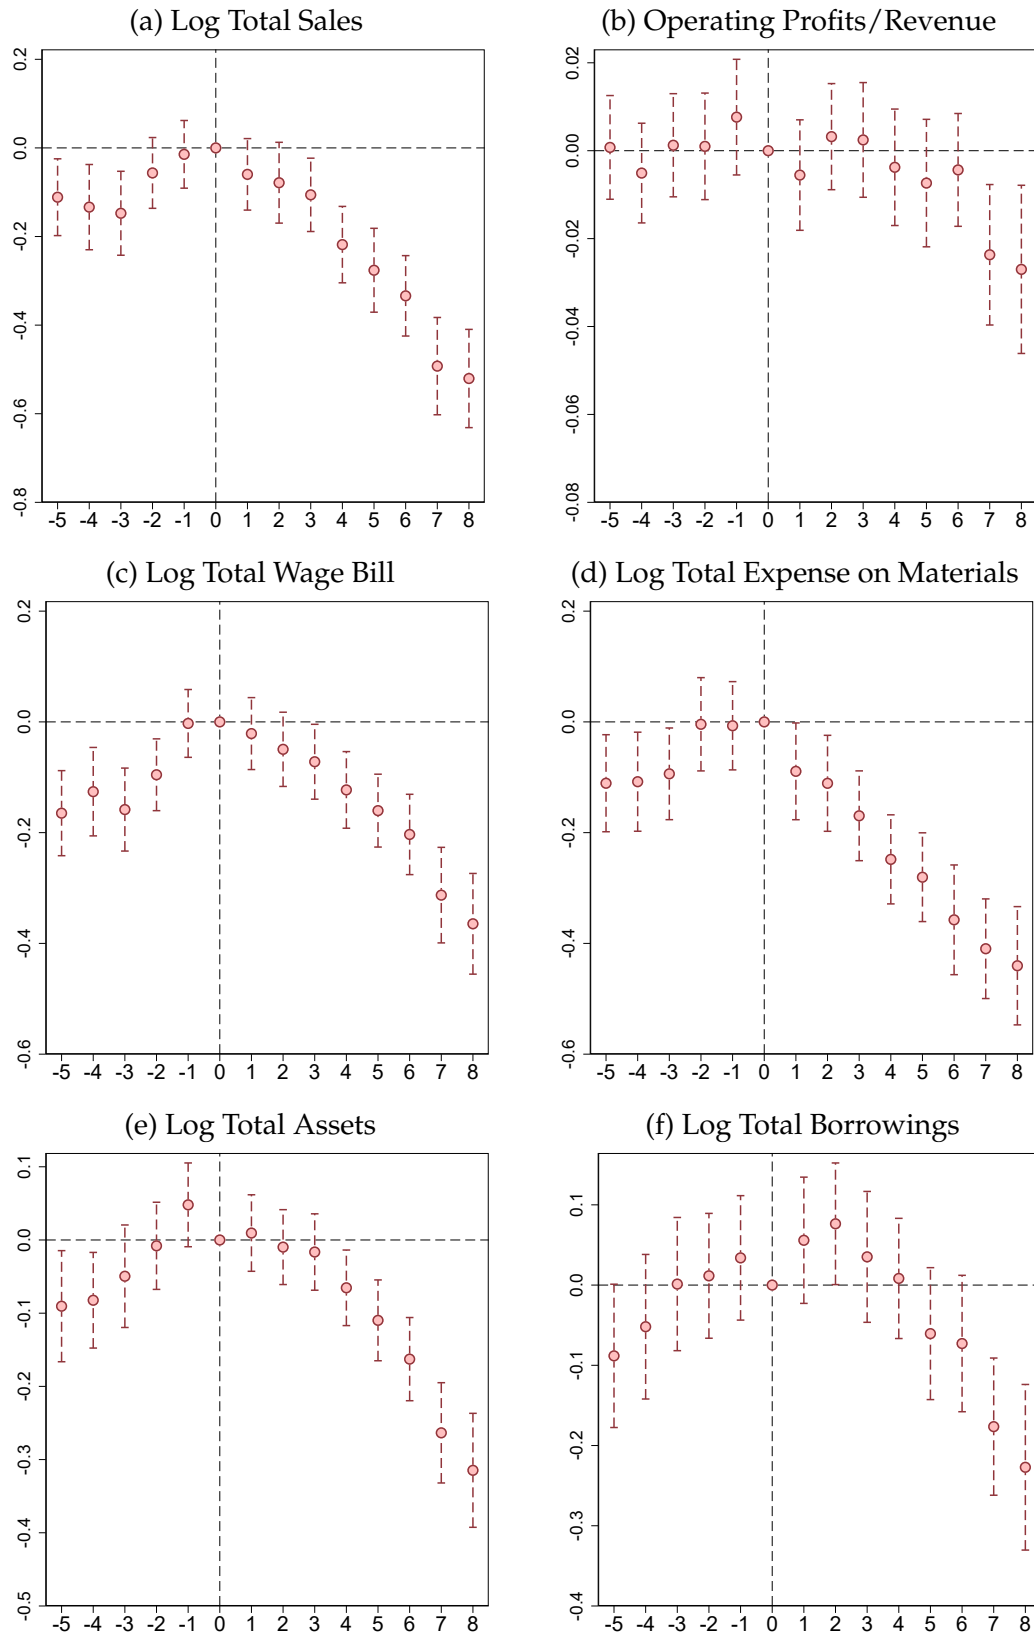 (a) Log Total Sales
0.2
0.0
-0.2
-0.4
-0.6
-0.8
-5 -4 -3 -2 -1 0 1 2 3 4 5 6 7 8
(b) Operating Profits/Revenue
0.02
0.00
-0.02
-0.04
-0.06
-0.08
-5 -4 -3 -2 -1 0 1 2 3 4 5 6 7 8
(c) Log Total Wage Bill
0.2
0.0
-0.2
-0.4
-0.6
-5 -4 -3 -2 -1 0 1 2 3 4 5 6 7 8
(d) Log Total Expense on Materials
0.2
0.0
-0.2
-0.4
-0.6
-5 -4 -3 -2 -1 0 1 2 3 4 5 6 7 8
(e) Log Total Assets
0.1
0.0
-0.1
-0.2
-0.3
-0.4
-0.5
-5 -4 -3 -2 -1 0 1 2 3 4 5 6 7 8
(f) Log Total Borrowings
0.1
0.0
-0.1
-0.2
-0.3
-0.4
-5 -4 -3 -2 -1 0 1 2 3 4 5 6 7 8